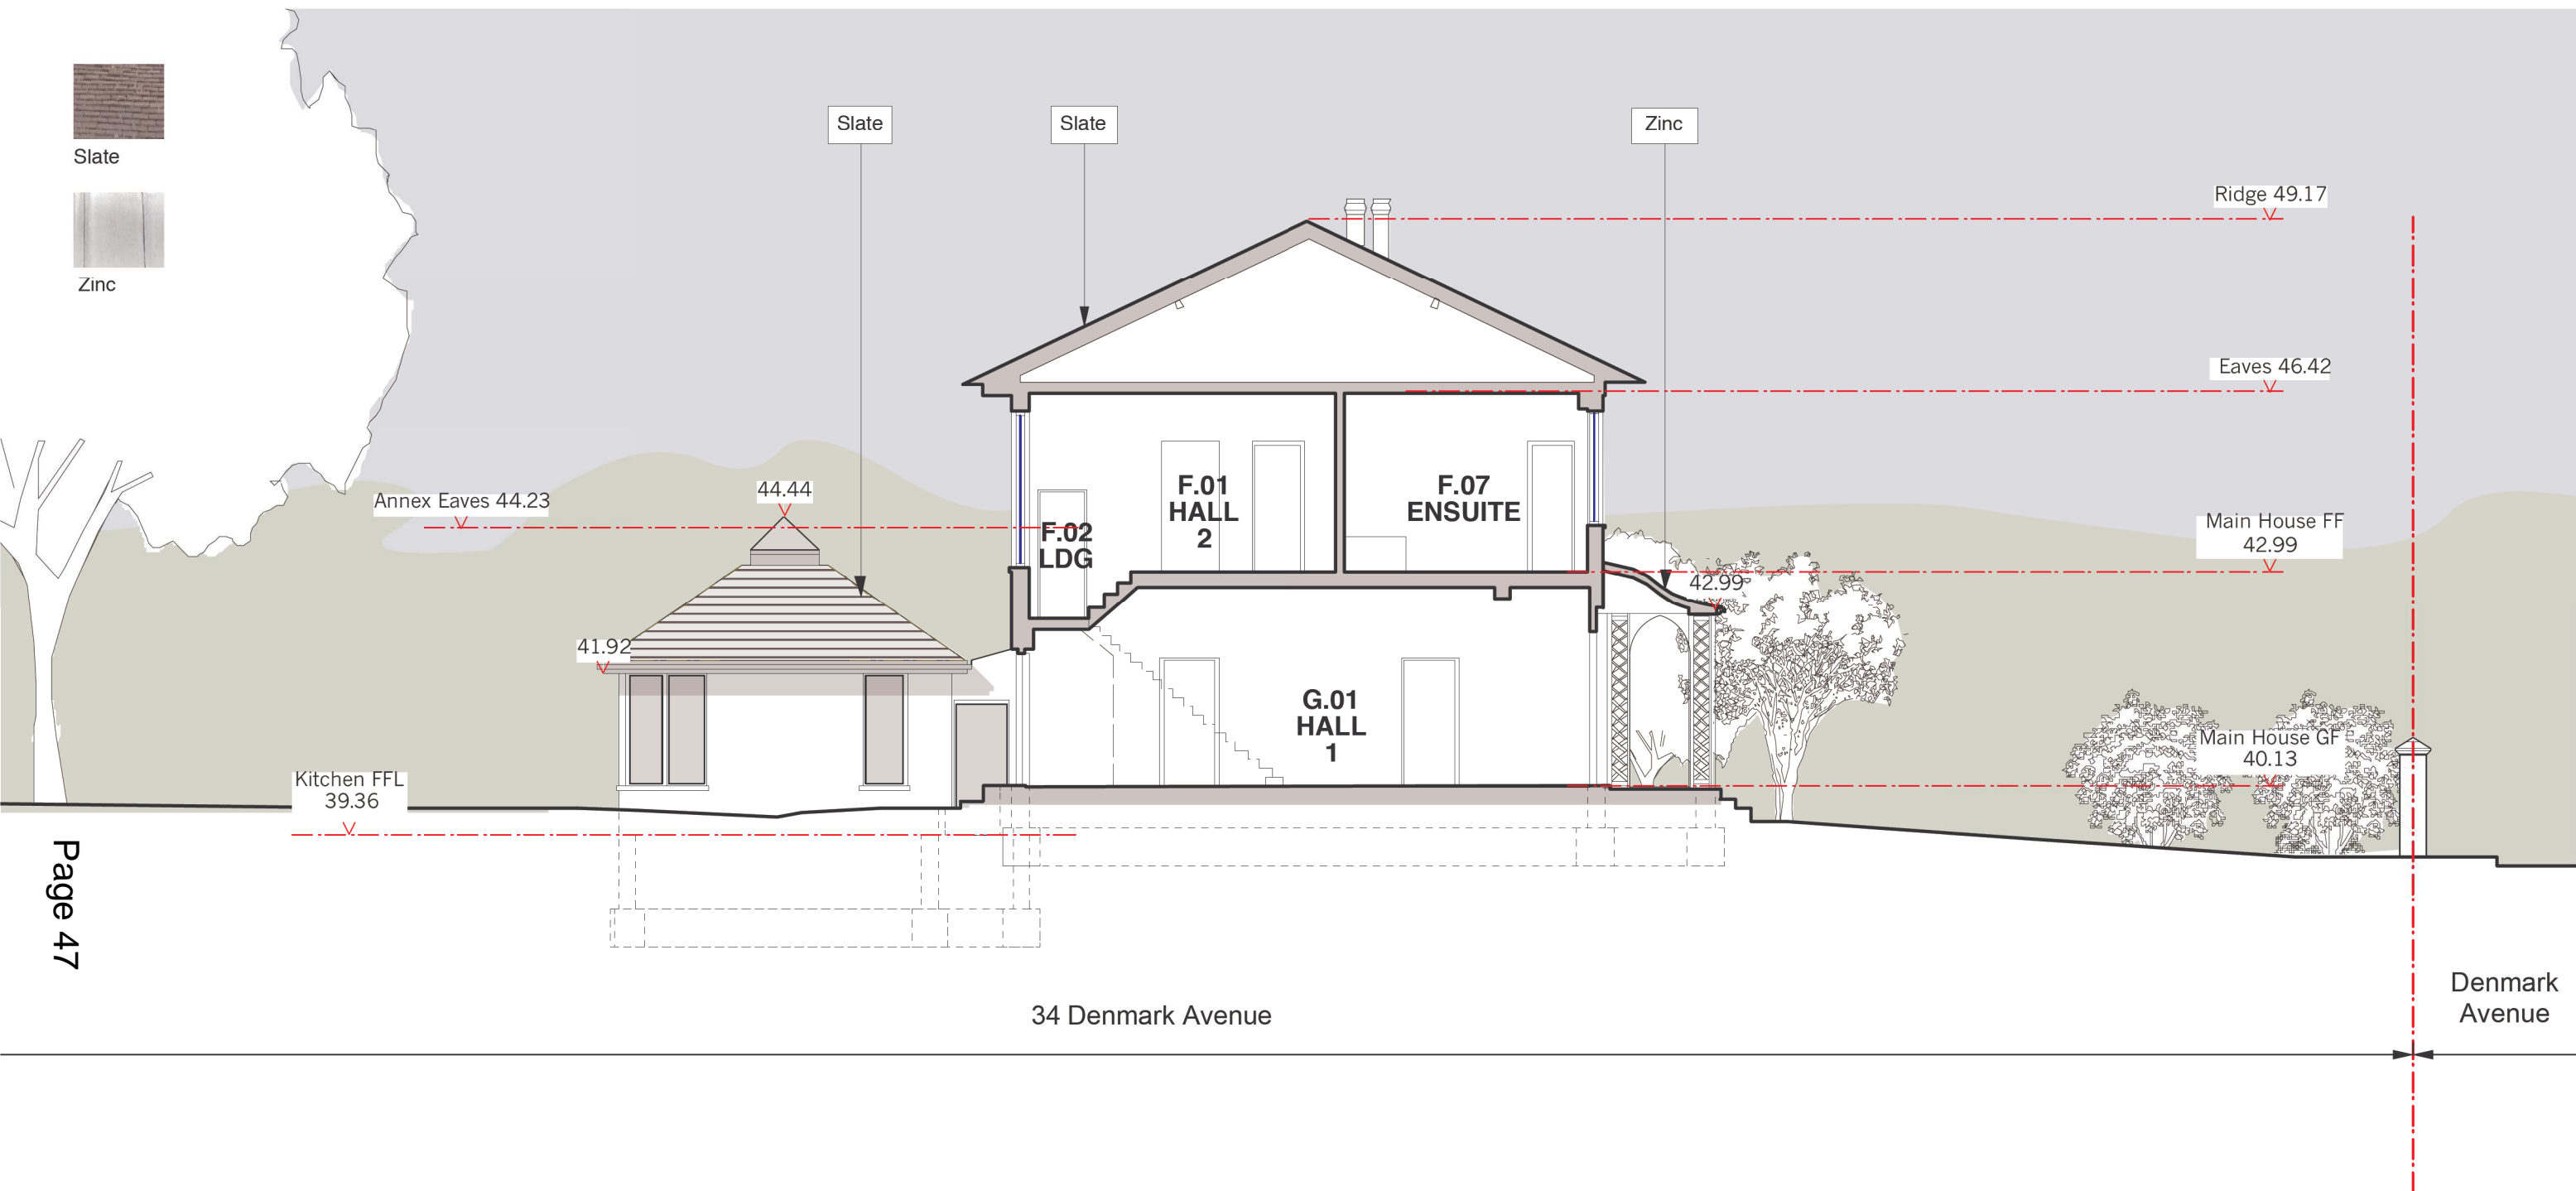 Slate
Zinc
Slate
Slate
Zinc
Ridge 49.17
Eaves 46.42
Annex Eaves 44.23
44.44
F.01
HALL
2
F.07
ENSUITE
F.02
LDG
Main House FF
42.99
42.99
41.92
G.01
HALL
1
Main House GF
40.13
Kitchen FFL
39.36
Page 47
34 Denmark Avenue
Denmark
Avenue